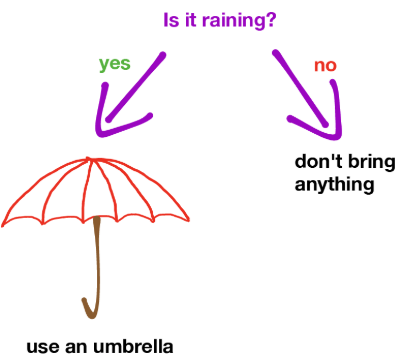 Is it raining?
yes
no
don't bring
anything
use an umbrella